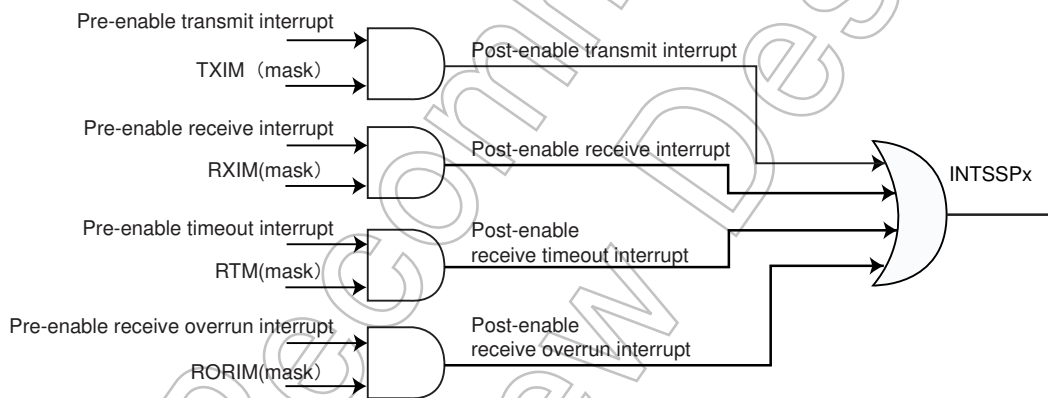 Pre-enable transmit interrupt
TXIM （mask）
Post-enable transmit interrupt
Pre-enable receive interrupt
RXIM(mask）
Post-enable receive interrupt
INTSSPx
Pre-enable timeout interrupt
RTM(mask）
Post-enable
receive timeout interrupt
Pre-enable receive overrun interrupt
RORIM(mask）
Post-enable
receive overrun interrupt